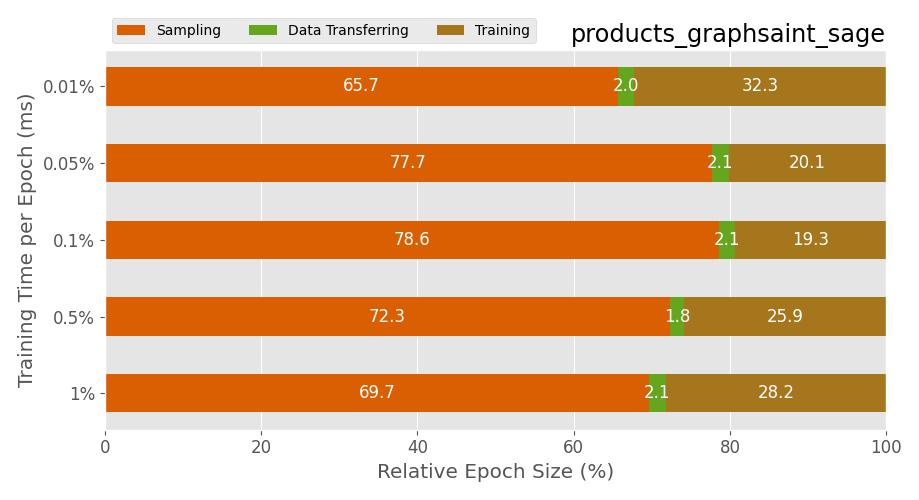 Sampling Data Transferring Training
products_graphsaint_sage
Training Time per Epoch (ms)
0.01% 65.7 2.0 32.3
0.05% 77.7 2.1 20.1
0.1% 78.6 2.1 19.3
0.5% 72.3 1.8 25.9
1% 69.7 2.1 28.2
0 20 40 60 80 100
Relative Epoch Size (%)